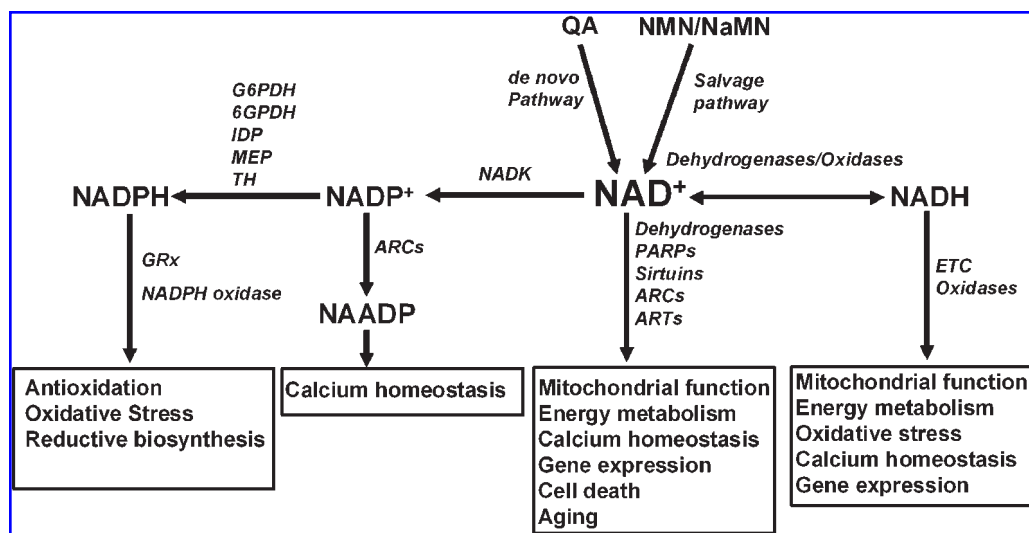 QA
NMN/NaMN
de novo
Pathway
Salvage
pathway
G6PDH
6GPDH
IDP
MEP
TH
NADK
Dehydrogenases/Oxidases
NADPH
NADP+
NAD+
NADH
GRx
NADPH oxidase
ARCs
NAADP
Dehydrogenases
PARPs
Sirtuins
ARCs
ARTs
ETC
Oxidases
Antioxidation
Oxidative Stress
Reductive biosynthesis
Calcium homeostasis
Mitochondrial function
Energy metabolism
Calcium homeostasis
Gene expression
Cell death
Aging
Mitochondrial function
Energy metabolism
Oxidative stress
Calcium homeostasis
Gene expression